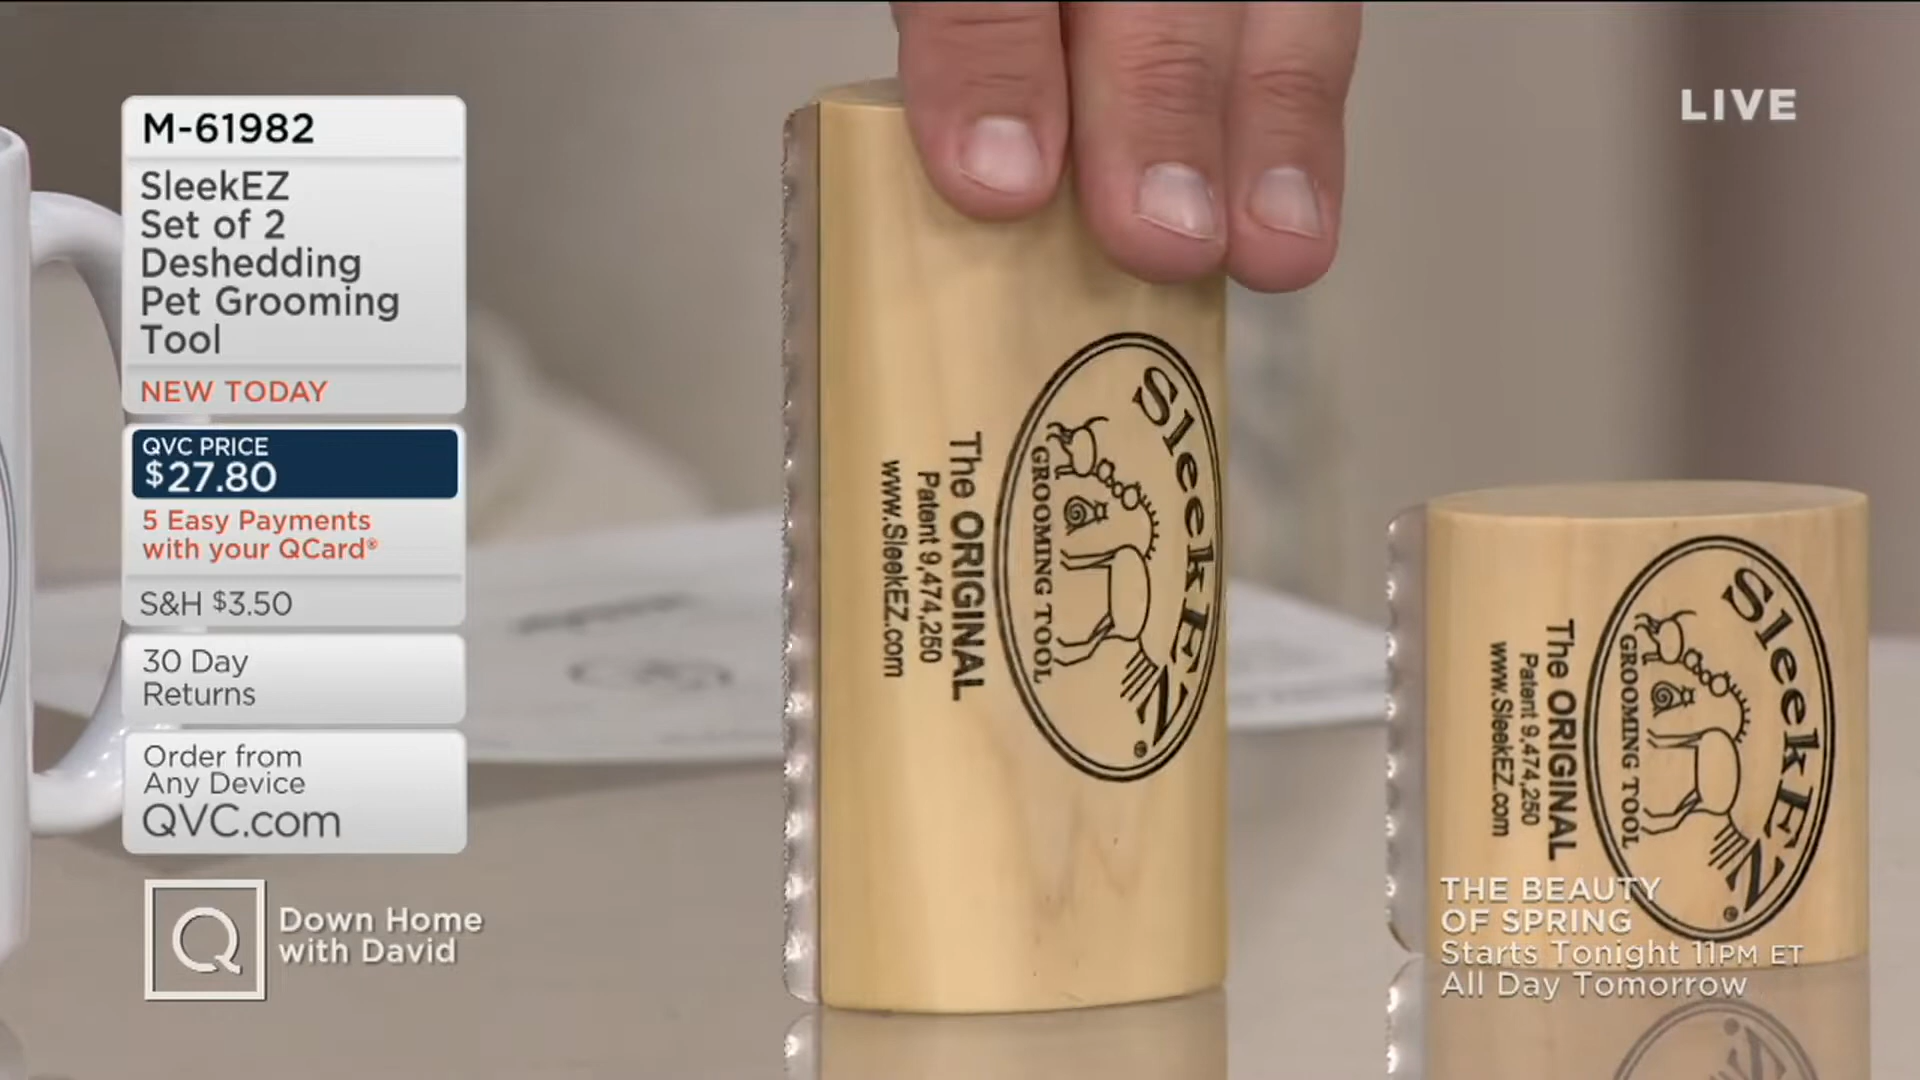 M-61982
SleekEZ
Set of 2
Deshedding
Pet Grooming
Tool
NEW TODAY
QVC PRICE
$27.80
5 Easy Payments
with your QCard®
S&H $3.50
30 Day
Returns
Order from
Any Device
QVC.com
Q
Down Home
with David
LIVE
SleekEZ®
GROOMING TOOL
The ORIGINAL
Patent 9,474,250
www.SleekEZ.com
SleekEZ®
GROOMING TOOL
The ORIGINAL
Patent 9,474,250
www.SleekEZ.com
THE BEAUTY
OF SPRING
Starts Tonight 11PM ET
All Day Tomorrow